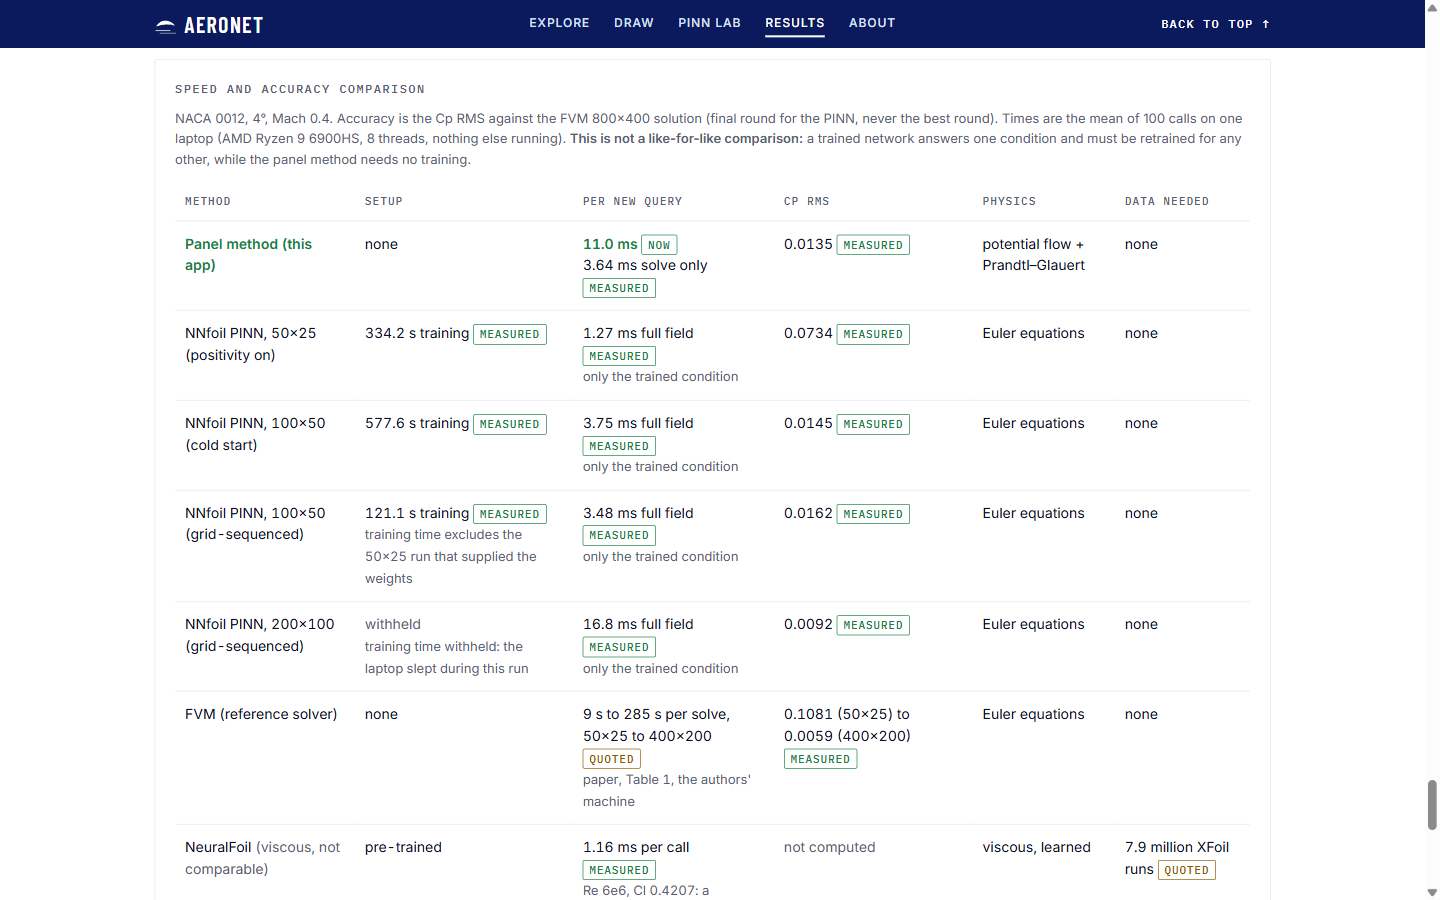 AERONET
EXPLORE DRAW PINN LAB RESULTS ABOUT
BACK TO TOP ↑
SPEED AND ACCURACY COMPARISON
NACA 0012, 4°, Mach 0.4. Accuracy is the Cp RMS against the FVM 800×400 solution (final round for the PINN, never the best round). Times are the mean of 100 calls on one
laptop (AMD Ryzen 9 6900HS, 8 threads, nothing else running). This is not a like-for-like comparison: a trained network answers one condition and must be retrained for any
other, while the panel method needs no training.
METHOD SETUP PER NEW QUERY CP RMS PHYSICS DATA NEEDED
Panel method (this
app)
none
11.0 ms NOW
3.64 ms solve only
MEASURED
0.0135 MEASURED
potential flow +
Prandtl–Glauert
none
NNfoil PINN, 50×25
(positivity on)
334.2 s training MEASURED
1.27 ms full field
MEASURED
only the trained condition
0.0734 MEASURED
Euler equations
none
NNfoil PINN, 100×50
(cold start)
577.6 s training MEASURED
3.75 ms full field
MEASURED
only the trained condition
0.0145 MEASURED
Euler equations
none
NNfoil PINN, 100×50
(grid-sequenced)
121.1 s training MEASURED
training time excludes the
50×25 run that supplied the
weights
3.48 ms full field
MEASURED
only the trained condition
0.0162 MEASURED
Euler equations
none
NNfoil PINN, 200×100
(grid-sequenced)
withheld
training time withheld: the
laptop slept during this run
16.8 ms full field
MEASURED
only the trained condition
0.0092 MEASURED
Euler equations
none
FVM (reference solver)
none
9 s to 285 s per solve,
50×25 to 400×200
QUOTED
paper, Table 1, the authors'
machine
0.1081 (50×25) to
0.0059 (400×200)
MEASURED
Euler equations
none
NeuralFoil (viscous, not
comparable)
pre-trained
1.16 ms per call
MEASURED
Re 6e6, Cl 0.4207: a
not computed
viscous, learned
7.9 million XFoil
runs QUOTED